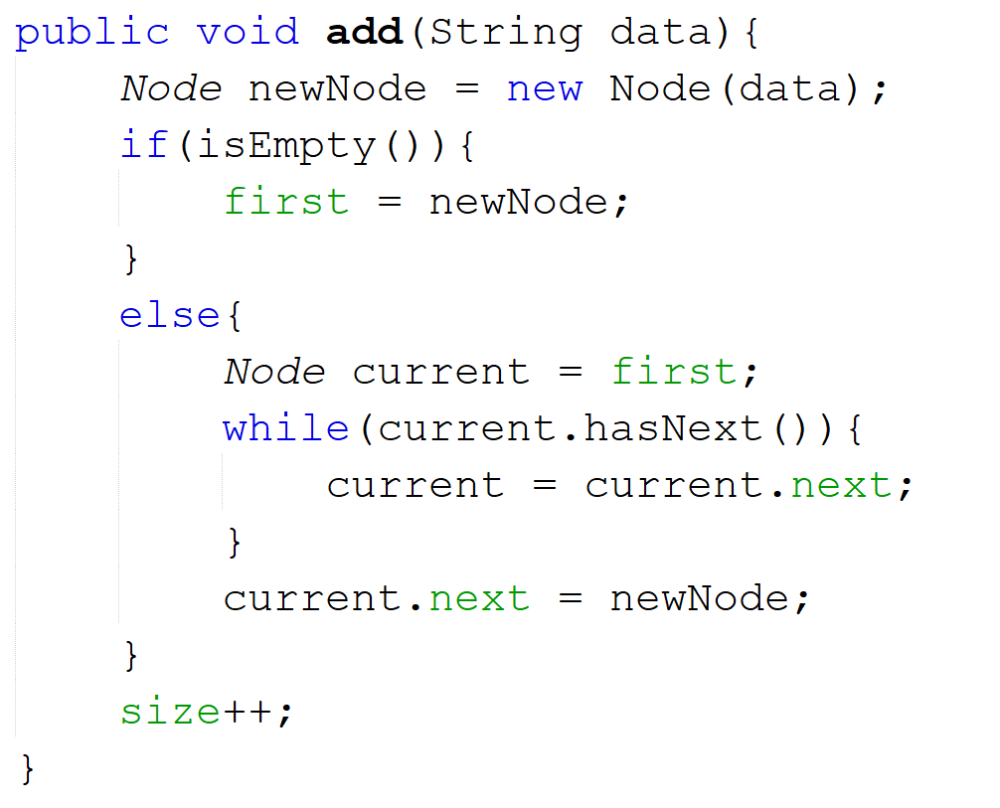 public void add(String data){
    Node newNode = new Node(data);
    if(isEmpty()){
        first = newNode;
    }
    else{
        Node current = first;
        while(current.hasNext()){
            current = current.next;
        }
        current.next = newNode;
    }
    size++;
}